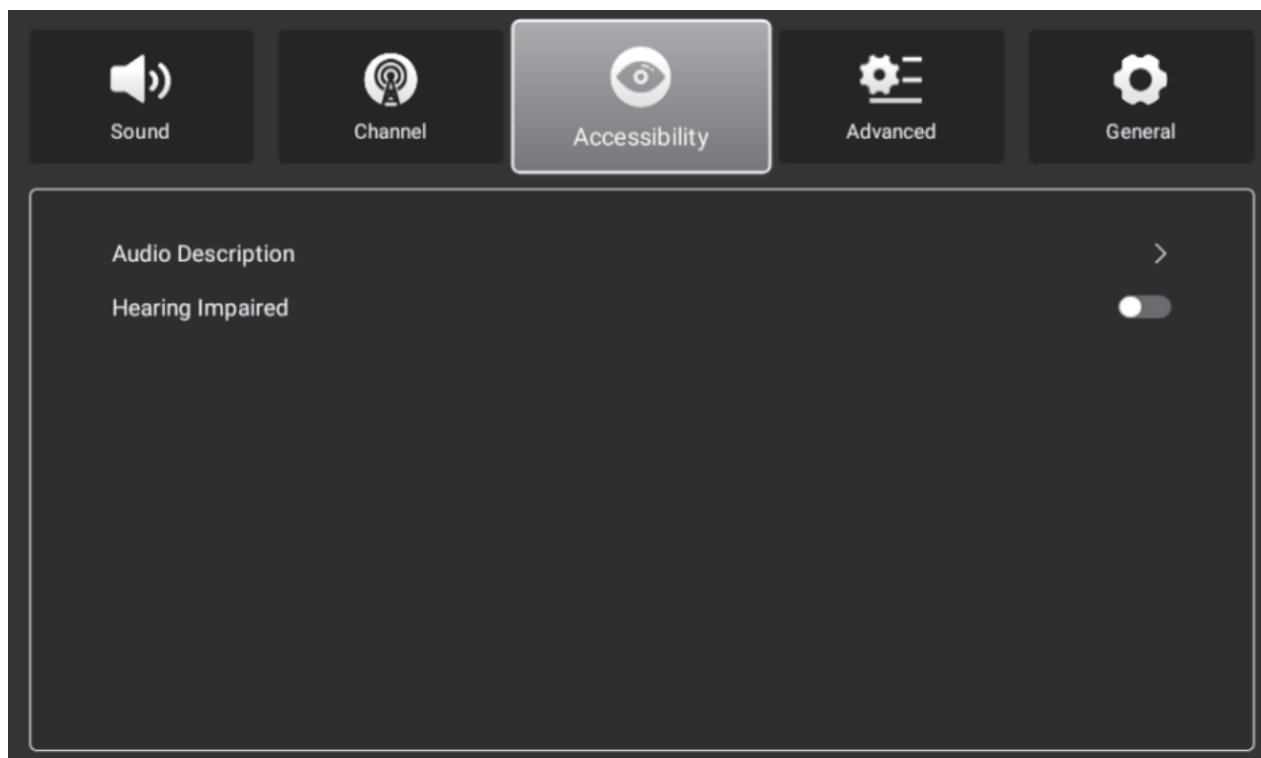 Sound
Channel
Accessibility
Advanced
General
Audio Description
Hearing Impaired